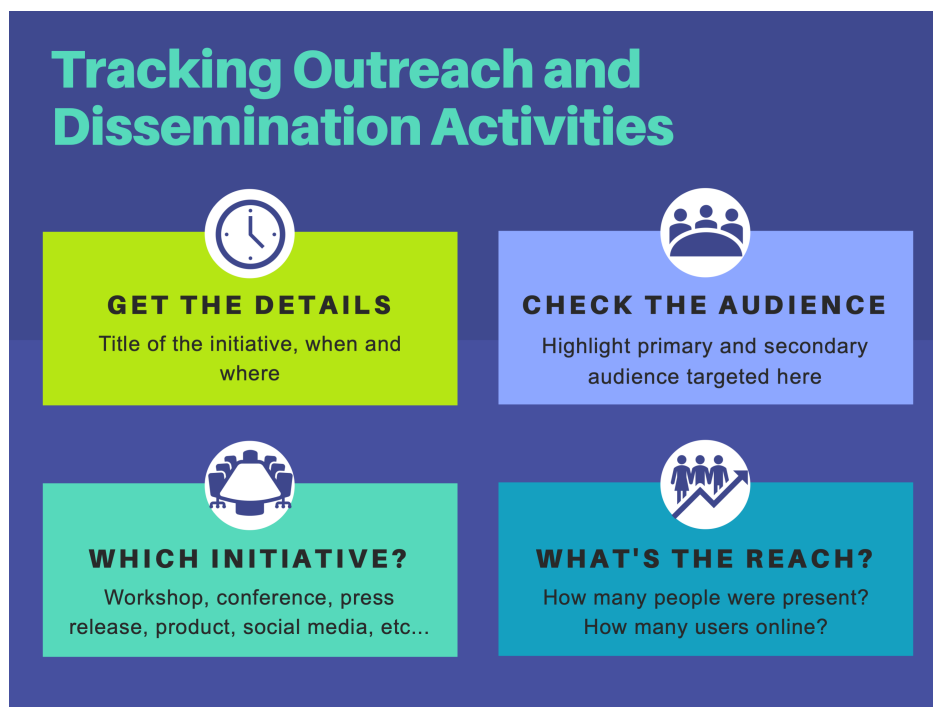 Tracking Outreach and
Dissemination Activities
GET THE DETAILS
Title of the initiative, when and
where
CHECK THE AUDIENCE
Highlight primary and secondary
audience targeted here
WHICH INITIATIVE?
Workshop, conference, press
release, product, social media, etc...
WHAT'S THE REACH?
How many people were present?
How many users online?